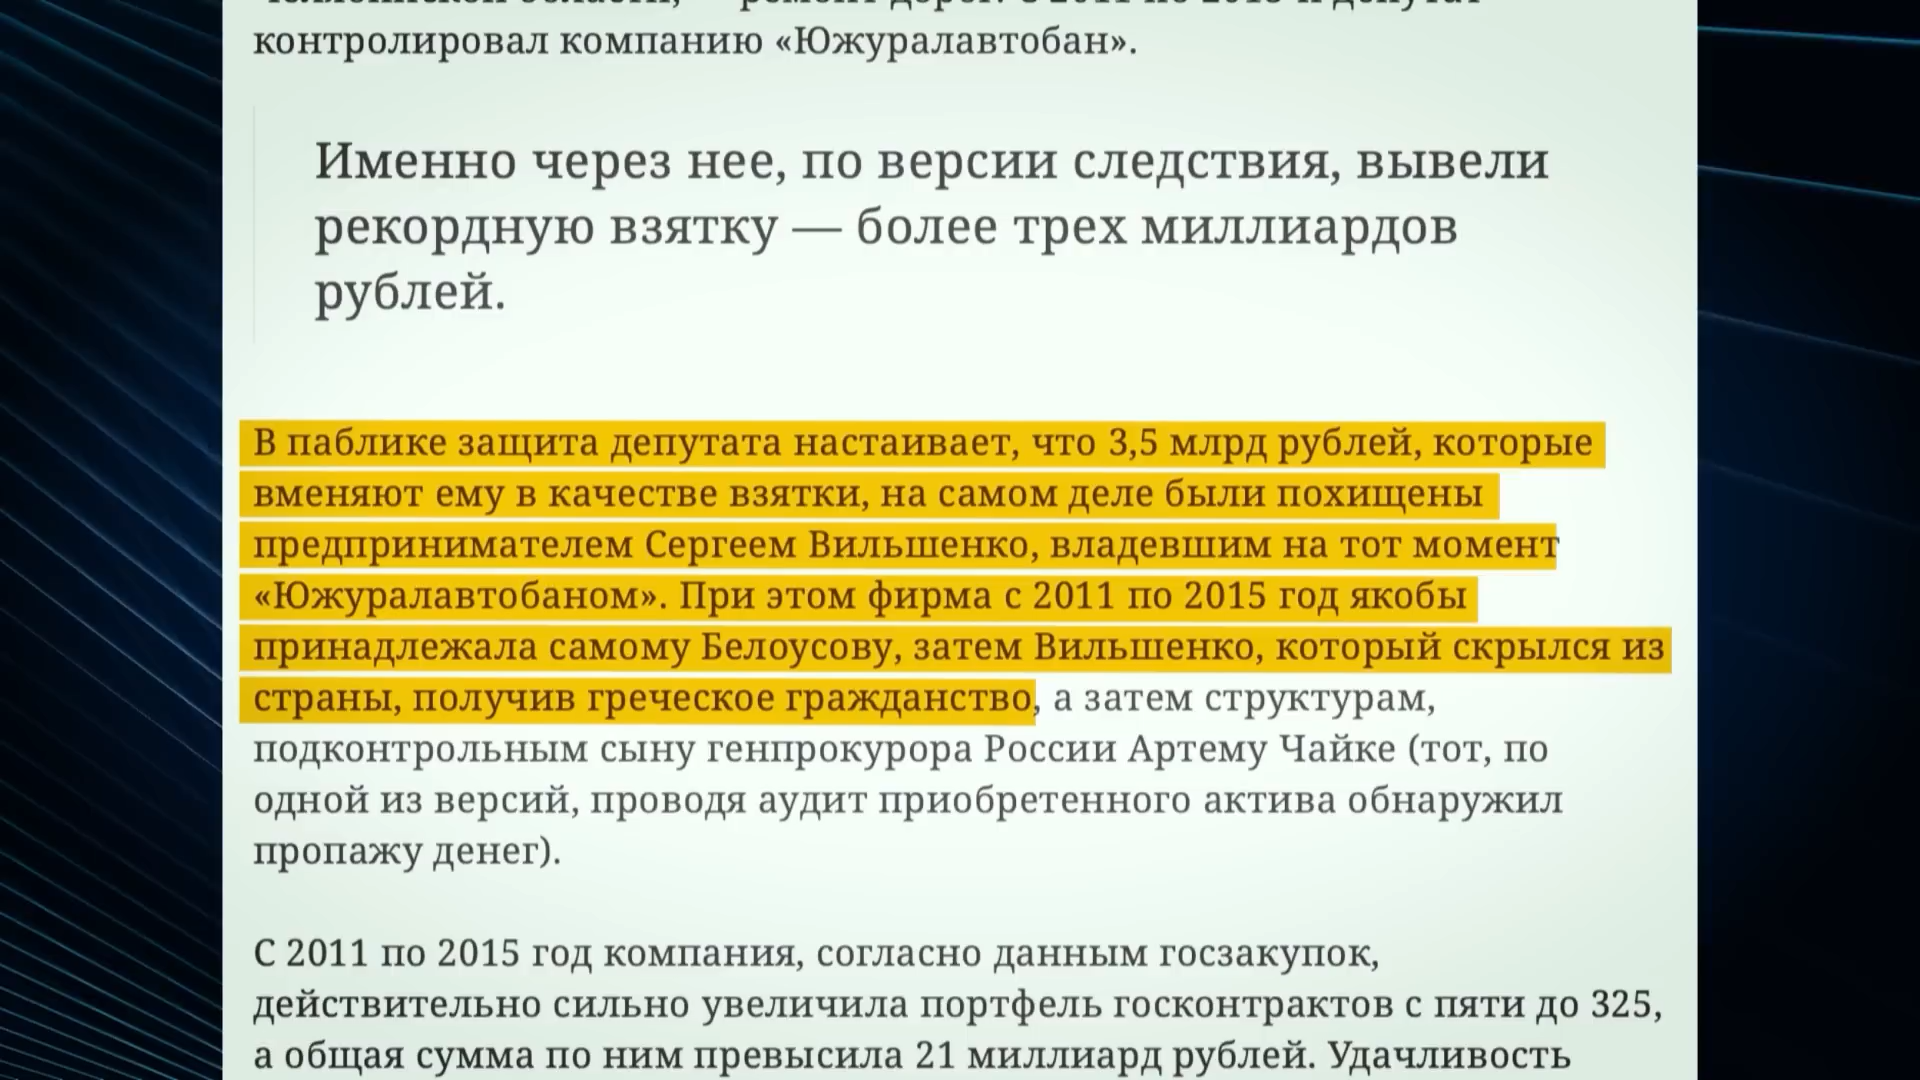 контролировал компанию «Южуралавтобан».
Именно через нее, по версии следствия, вывели
рекордную взятку — более трех миллиардов
рублей.
В паблике защита депутата настаивает, что 3,5 млрд рублей, которые
вменяют ему в качестве взятки, на самом деле были похищены
предпринимателем Сергеем Вильшенко, владевшим на тот момент
«Южуралавтобаном». При этом фирма с 2011 по 2015 год якобы
принадлежала самому Белоусову, затем Вильшенко, который скрылся из
страны, получив греческое гражданство, а затем структурам,
подконтрольным сыну генпрокурора России Артему Чайке (тот, по
одной из версий, проводя аудит приобретенного актива обнаружил
пропажу денег).
С 2011 по 2015 год компания, согласно данным госзакупок,
действительно сильно увеличила портфель госконтрактов с пяти до 325,
а общая сумма по ним превысила 21 миллиард рублей. Удачливость